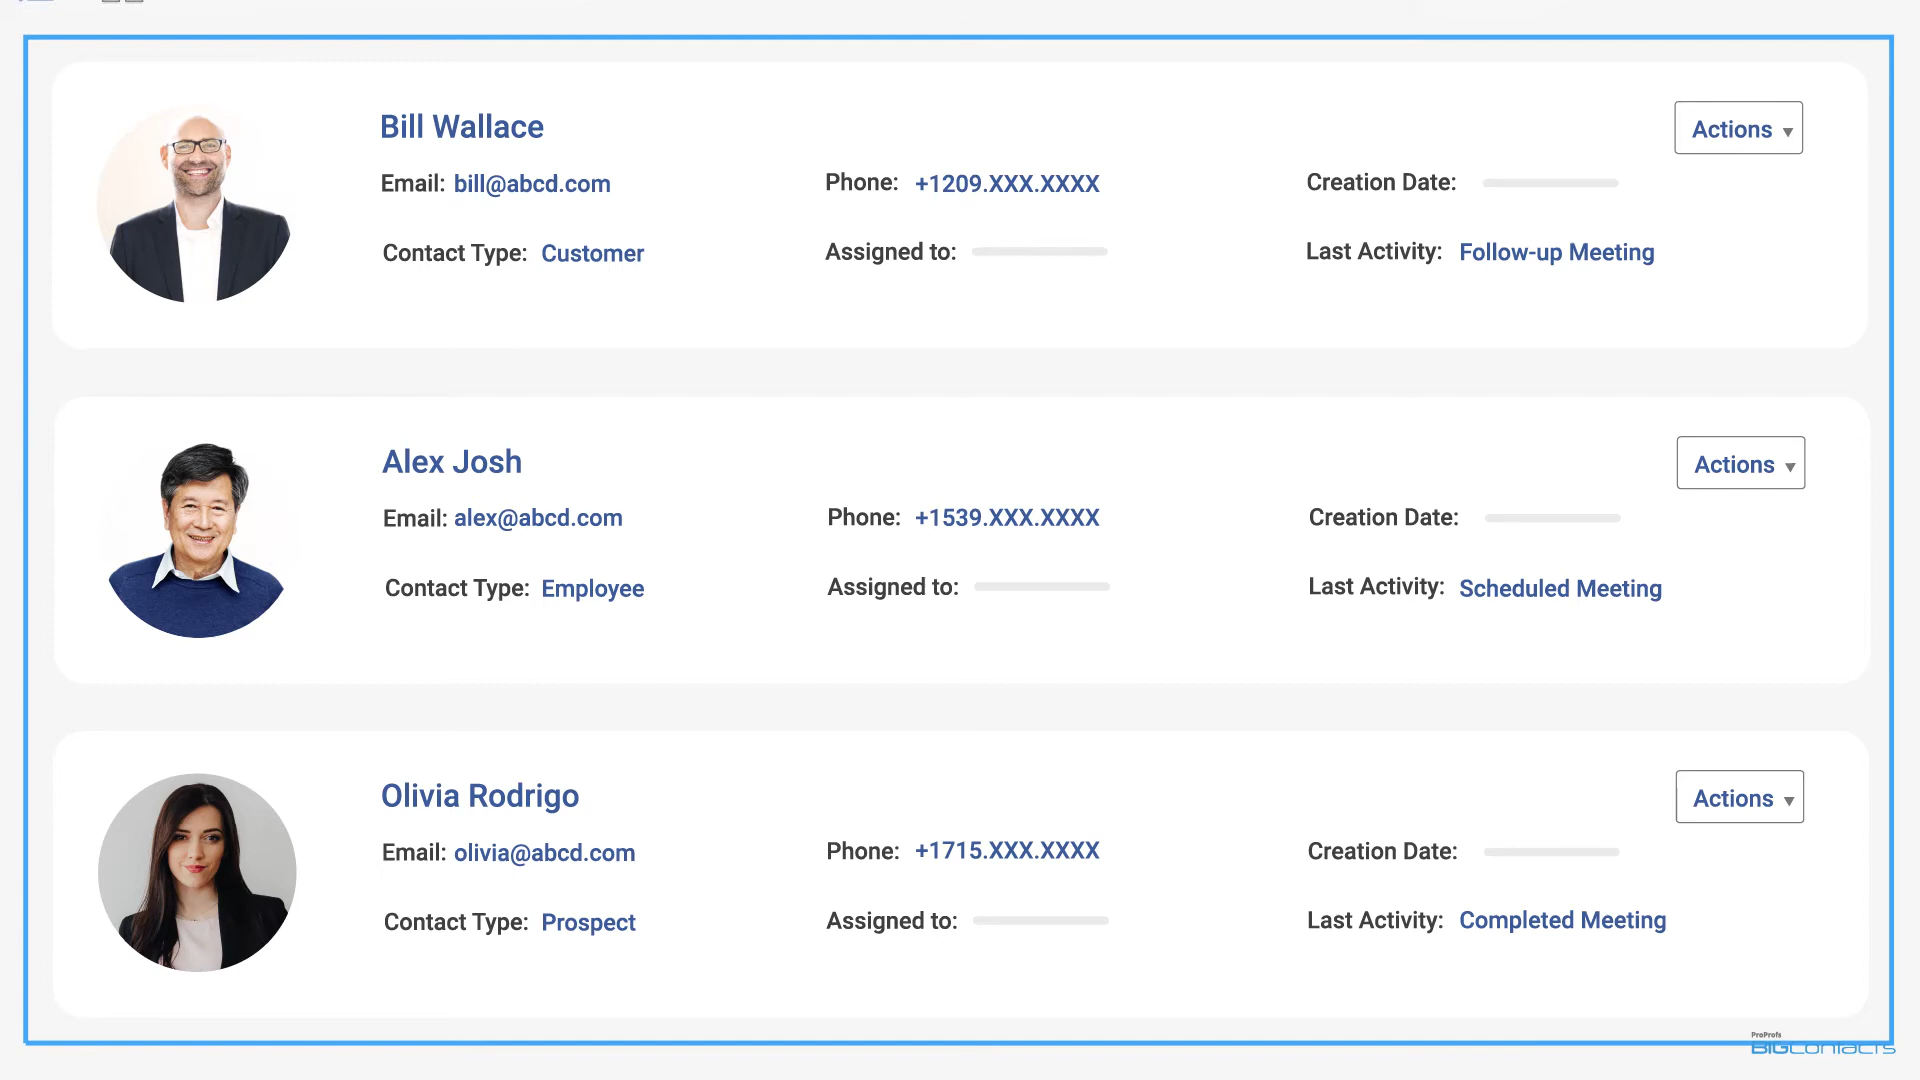 Bill Wallace
Actions ▾
Email: bill@abcd.com Phone: +1209.XXX.XXXX Creation Date:
Contact Type: Customer Assigned to: Last Activity: Follow-up Meeting
Alex Josh
Actions ▾
Email: alex@abcd.com Phone: +1539.XXX.XXXX Creation Date:
Contact Type: Employee Assigned to: Last Activity: Scheduled Meeting
Olivia Rodrigo
Actions ▾
Email: olivia@abcd.com Phone: +1715.XXX.XXXX Creation Date:
Contact Type: Prospect Assigned to: Last Activity: Completed Meeting
ProProfs
BIGContacts